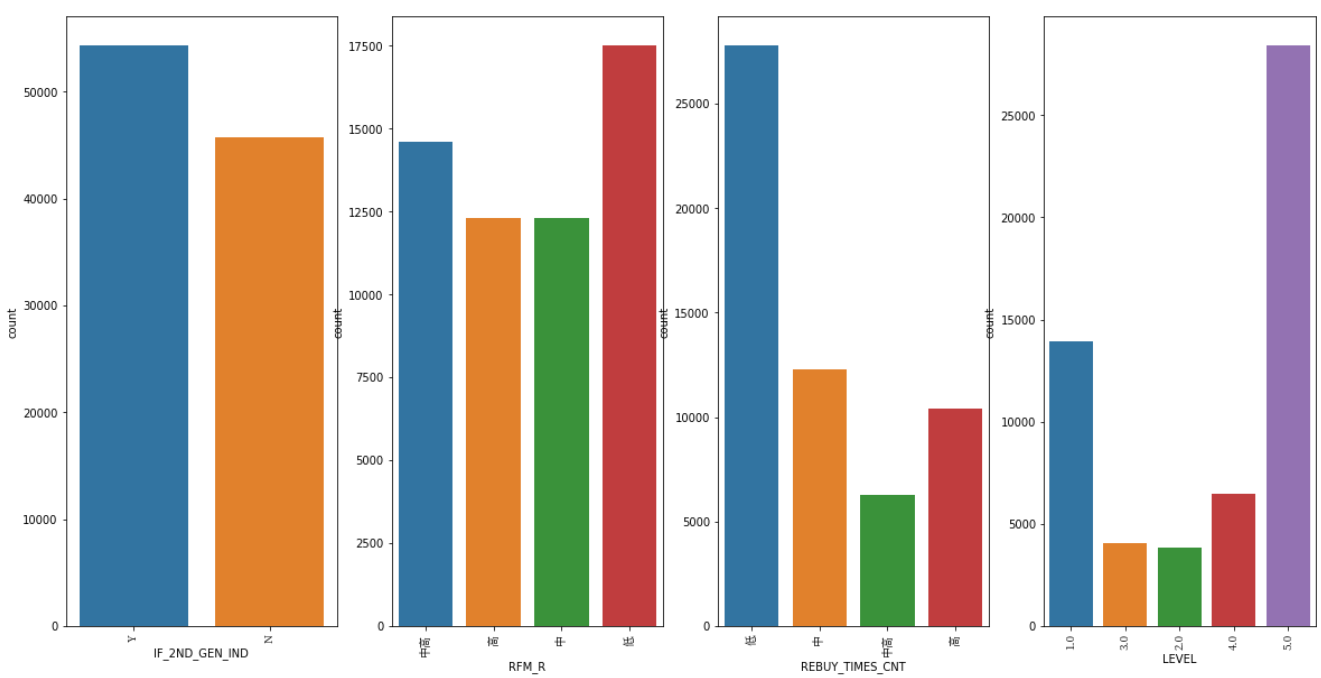 50000
40000
30000
20000
10000
0
count
Y
N
IF_2ND_GEN_IND
17500
15000
12500
10000
7500
5000
2500
0
count
中高
高
中
低
RFM_R
25000
20000
15000
10000
5000
0
count
低
中
中高
高
REBUY_TIMES_CNT
25000
20000
15000
10000
5000
0
count
1.0
3.0
2.0
4.0
5.0
LEVEL